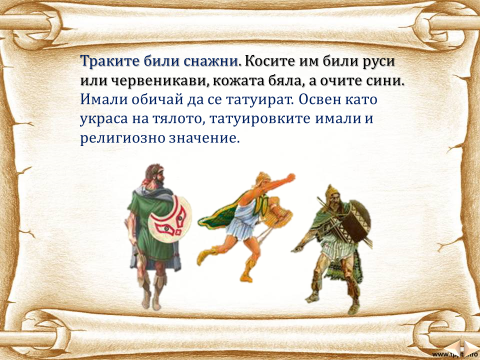 Траките били снажни. Косите им били руси
или червеникави, кожата бяла, а очите сини.
Имали обичай да се татуират. Освен като
украса на тялото, татуировките имали и
религиозно значение.